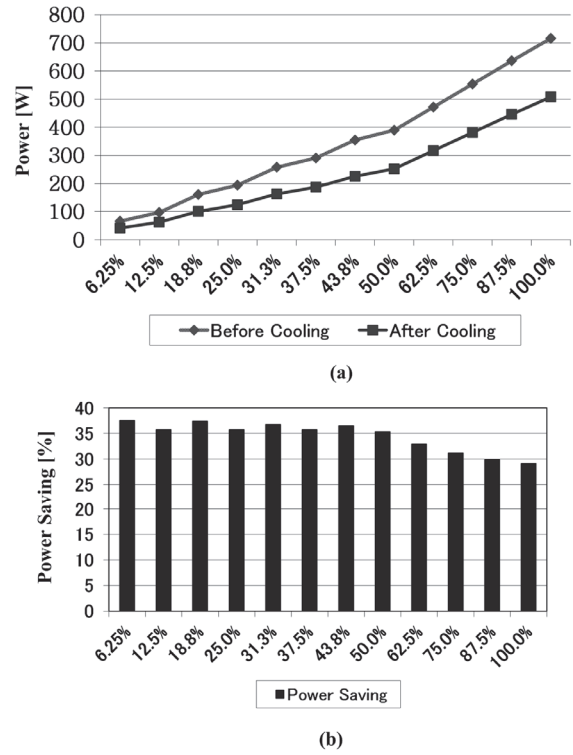 Power [W]
800
700
600
500
400
300
200
100
0
6.25% 12.5% 18.8% 25.0% 31.3% 37.5% 43.8% 50.0% 62.5% 75.0% 87.5% 100.0%
Before Cooling After Cooling
(a)
Power Saving [%]
40
35
30
25
20
15
10
5
0
6.25% 12.5% 18.8% 25.0% 31.3% 37.5% 43.8% 50.0% 62.5% 75.0% 87.5% 100.0%
Power Saving
(b)